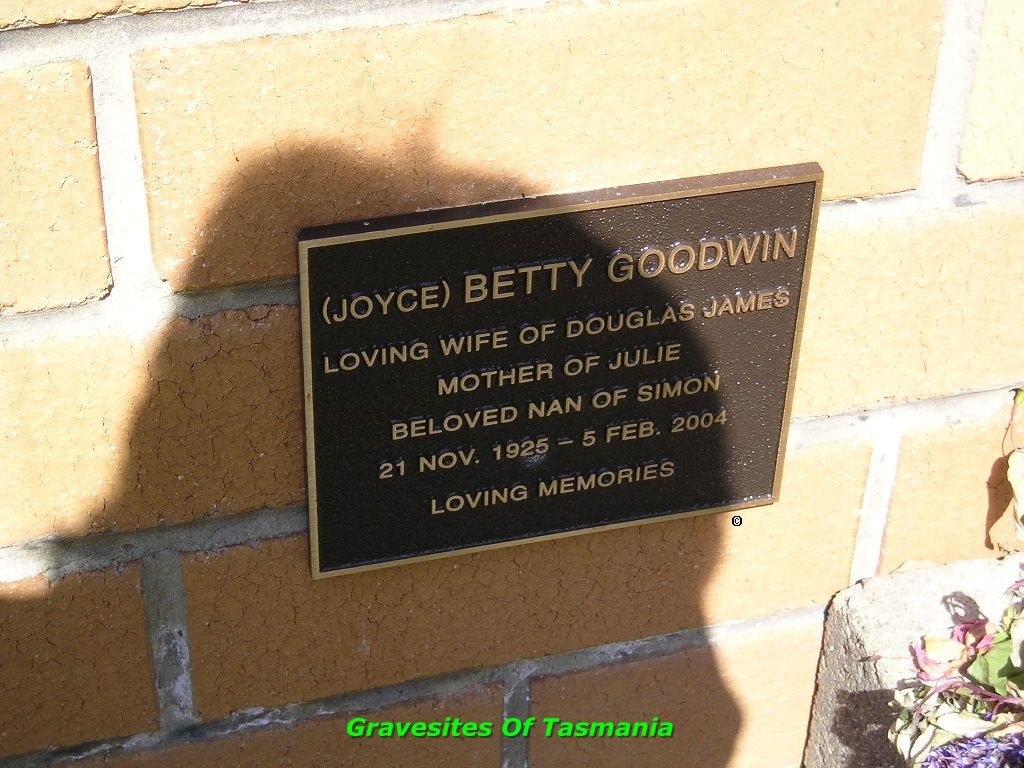 (JOYCE) BETTY GOODWIN
LOVING WIFE OF DOUGLAS JAMES
MOTHER OF JULIE
BELOVED NAN OF SIMON
21 NOV. 1925 – 5 FEB. 2004
LOVING MEMORIES
©
Gravesites Of Tasmania